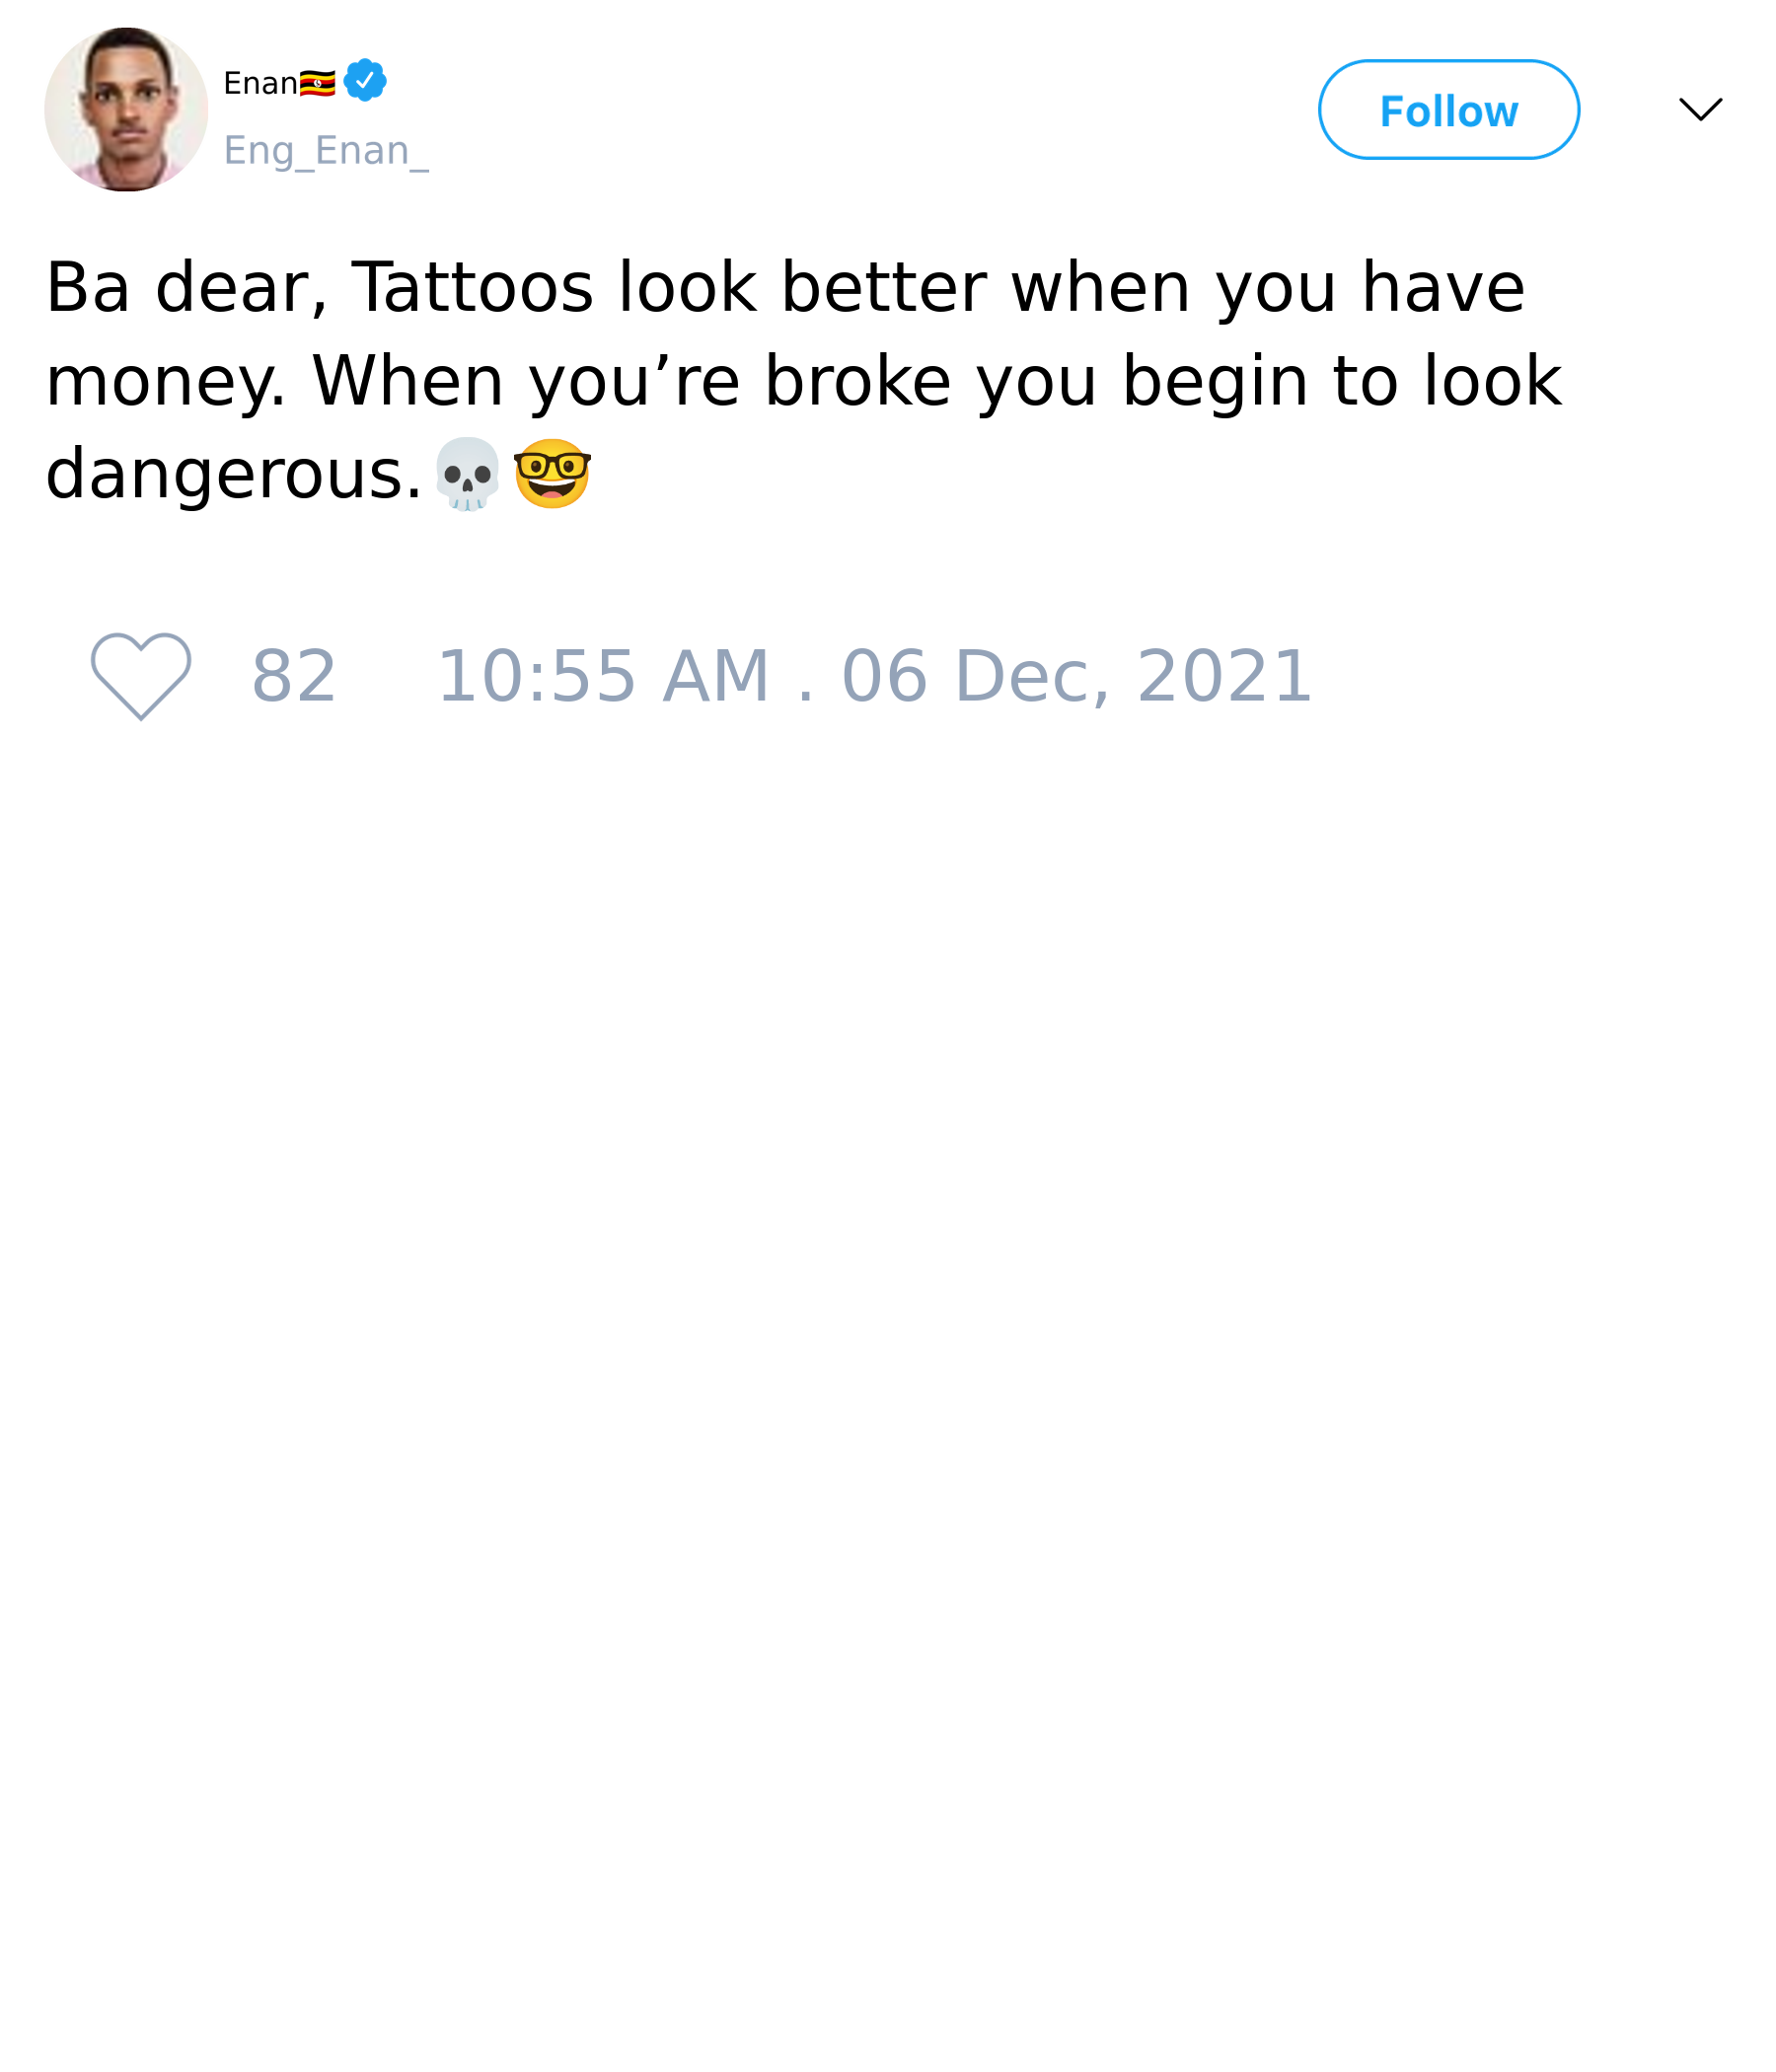 Enan🇺🇬
Eng_Enan_
Follow
Ba dear, Tattoos look better when you have
money. When you’re broke you begin to look
dangerous.💀🤓
82 10:55 AM . 06 Dec, 2021